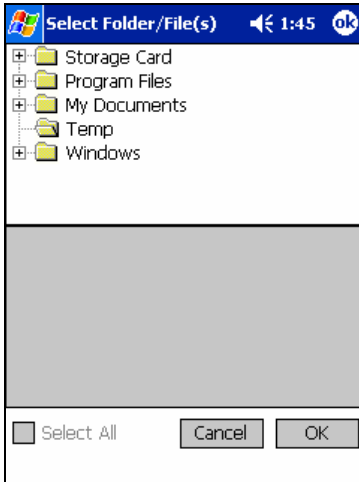 Select Folder/File(s) 1:45 ok
Storage Card
Program Files
My Documents
Temp
Windows
Select All Cancel OK